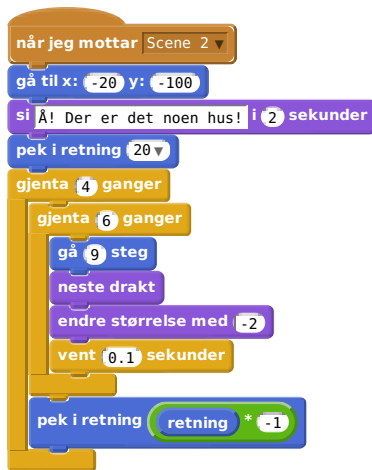 når jeg mottar Scene 2
gå til x: -20 y: -100
si Å! Der er det noen hus! i 2 sekunder
pek i retning 20
gjenta 4 ganger
gjenta 6 ganger
gå 9 steg
neste drakt
endre størrelse med -2
vent 0.1 sekunder
pek i retning retning * -1